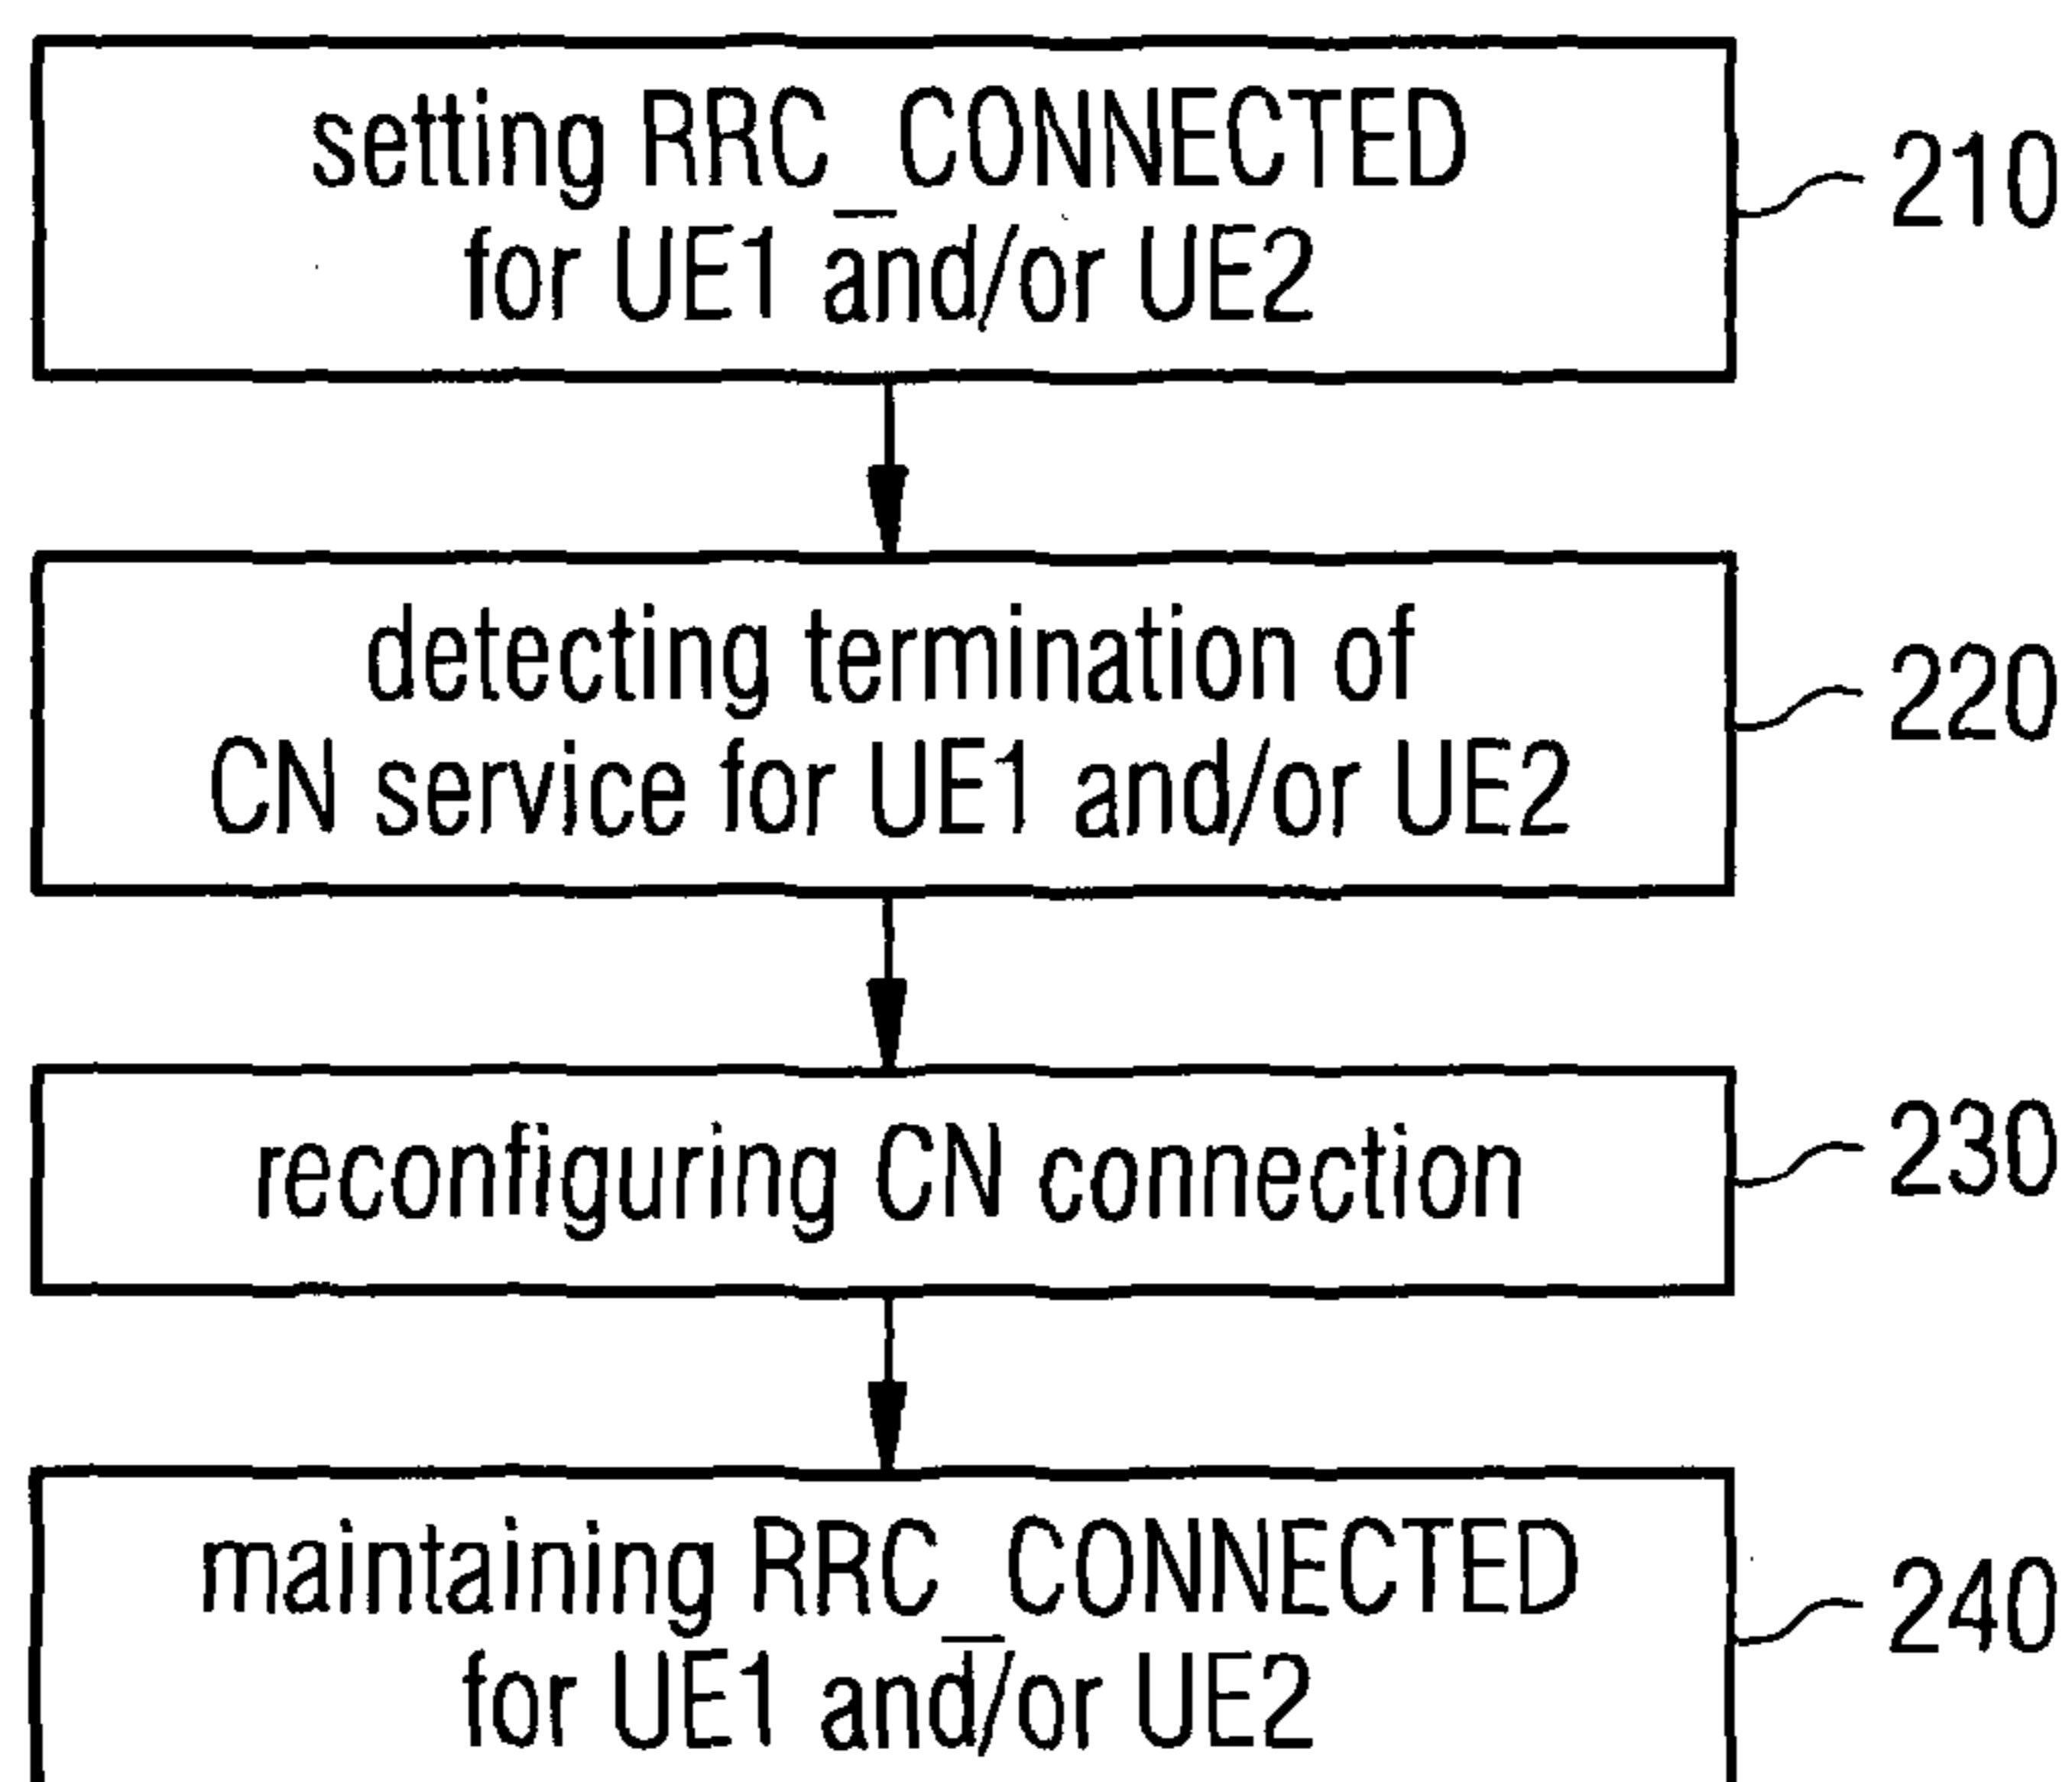 setting RRC_CONNECTED
for UE1 and/or UE2
210
detecting termination of
CN service for UE1 and/or UE2
220
reconfiguring CN connection
230
maintaining RRC_CONNECTED
for UE1 and/or UE2
240